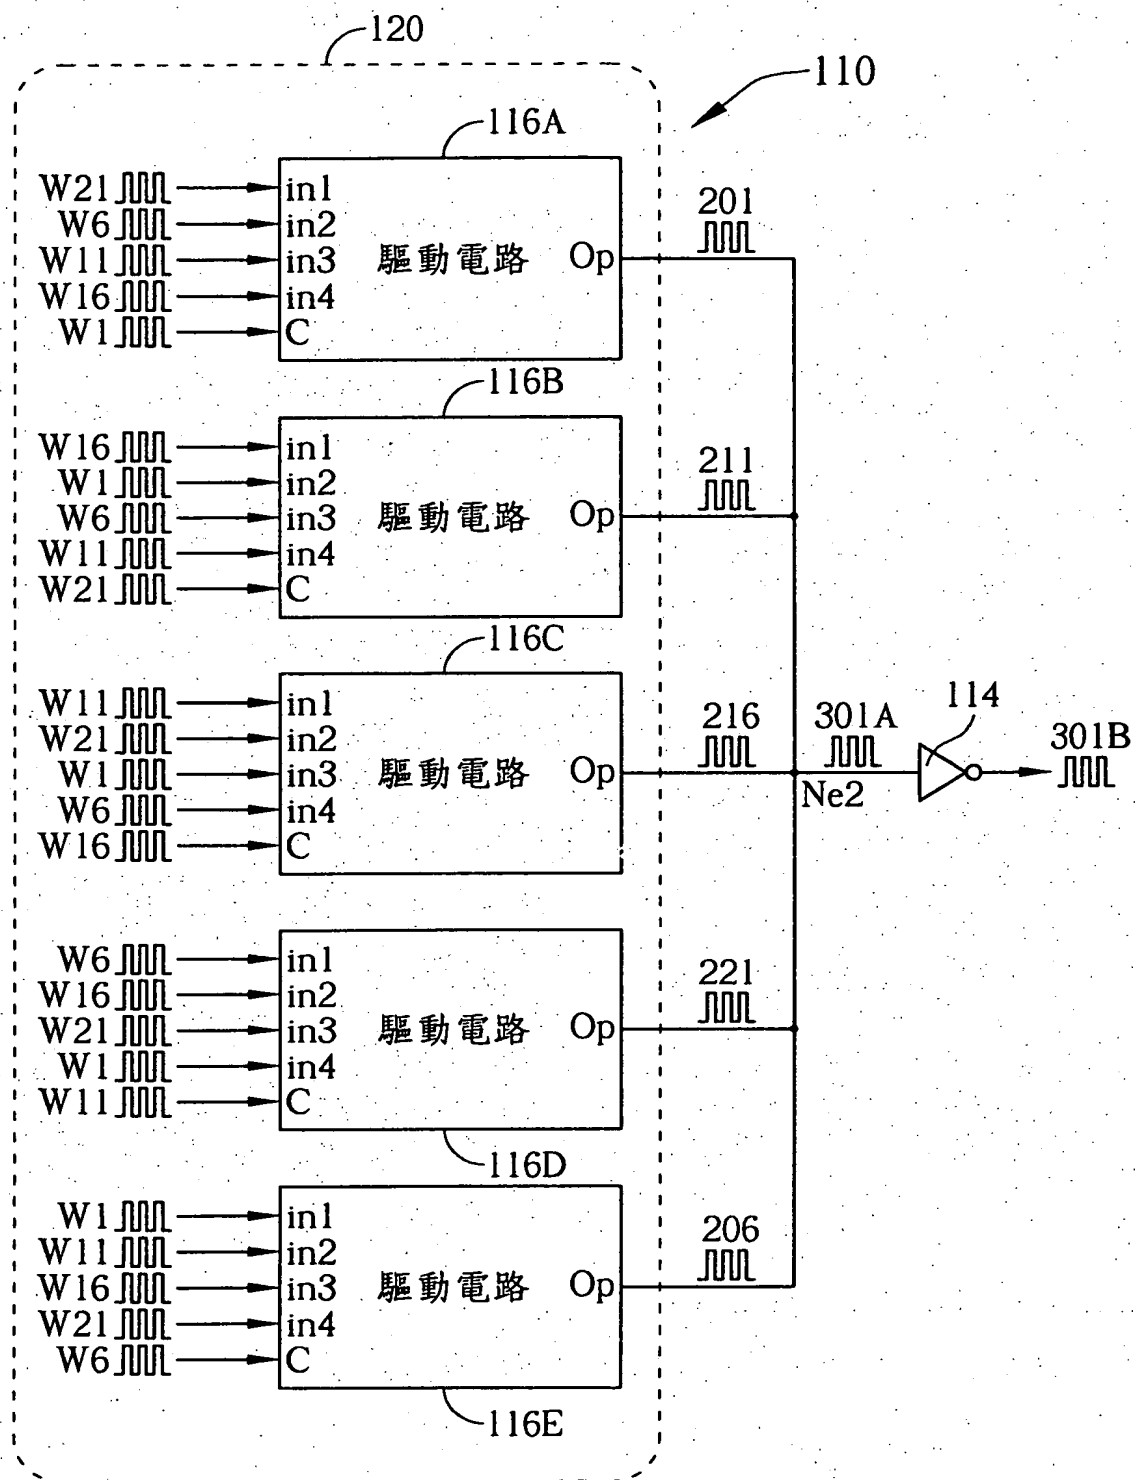 120
110
116A
W21 in1
W6 in2
W11 in3
W16 in4
W1 C
驅動電路
Op
201
116B
W16 in1
W1 in2
W6 in3
W11 in4
W21 C
驅動電路
Op
211
116C
W11 in1
W21 in2
W1 in3
W6 in4
W16 C
驅動電路
Op
216
301A
Ne2
114
301B
W6 in1
W16 in2
W21 in3
W1 in4
W11 C
驅動電路
Op
221
116D
W1 in1
W11 in2
W16 in3
W21 in4
W6 C
驅動電路
Op
206
116E